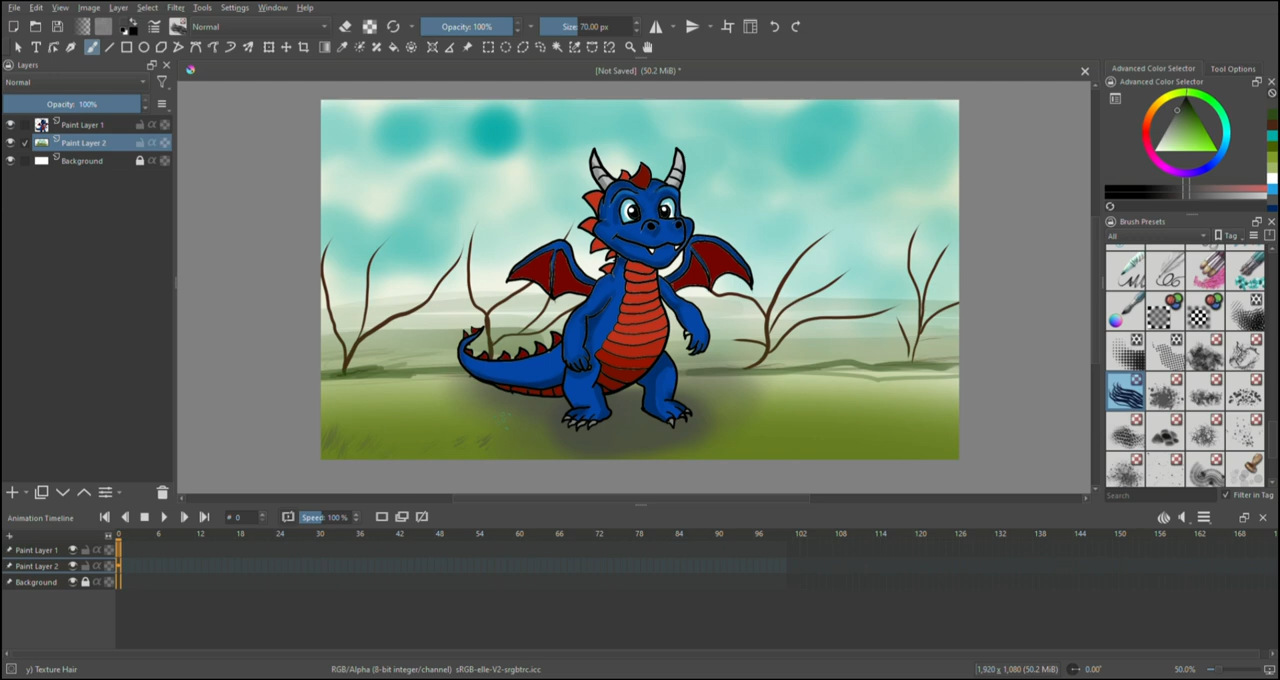 File Edit View Image Layer Select Filter Tools Settings Window Help
Normal Opacity: 100% Size: 70.00 px
Layers
[Not Saved] (50.2 MiB) *
Advanced Color Selector Tool Options
Advanced Color Selector
Normal
Opacity: 100%
Paint Layer 1
Paint Layer 2
Background
Brush Presets
All Tag
Search Filter in Tag
Animation Timeline # 0 Speed: 100 %
0 6 12 18 24 30 36 42 48 54 60 66 72 78 84 90 96 102 108 114 120 126 132 138 144 150 156 162 168
Paint Layer 1
Paint Layer 2
Background
y) Texture Hair RGB/Alpha (8-bit integer/channel) sRGB-elle-V2-srgbtrc.icc 1,920 x 1,080 (50.2 MiB) 0.00° 50.0%